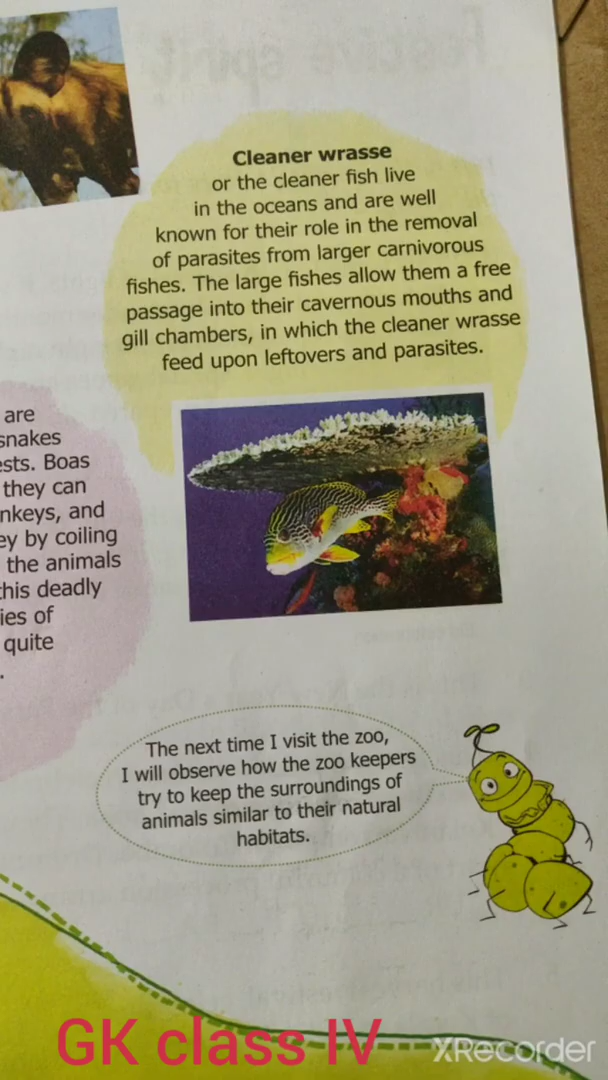 Cleaner wrasse
or the cleaner fish live
in the oceans and are well
known for their role in the removal
of parasites from larger carnivorous
fishes. The large fishes allow them a free
passage into their cavernous mouths and
gill chambers, in which the cleaner wrasse
feed upon leftovers and parasites.
are
snakes
ests. Boas
they can
nkeys, and
ey by coiling
the animals
this deadly
ies of
quite
.
The next time I visit the zoo,
I will observe how the zoo keepers
try to keep the surroundings of
animals similar to their natural
habitats.
GK class IV
XRecorder